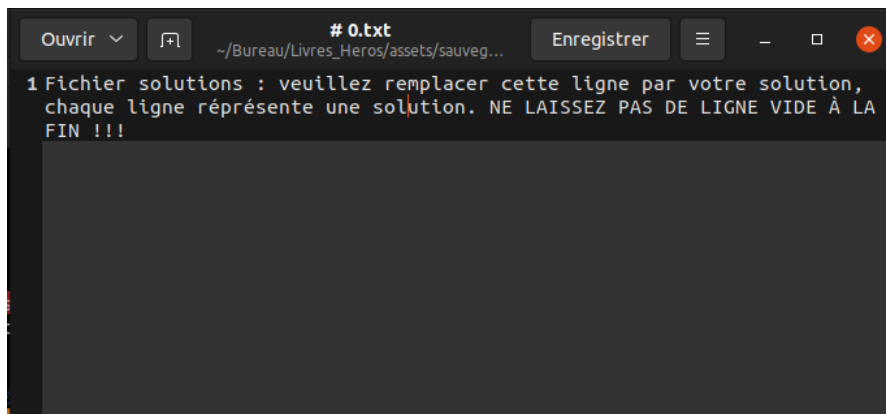 Ouvrir
# 0.txt
~/Bureau/Livres_Heros/assets/sauveg...
Enregistrer
1 Fichier solutions : veuillez remplacer cette ligne par votre solution,
chaque ligne réprésente une solution. NE LAISSEZ PAS DE LIGNE VIDE À LA
FIN !!!